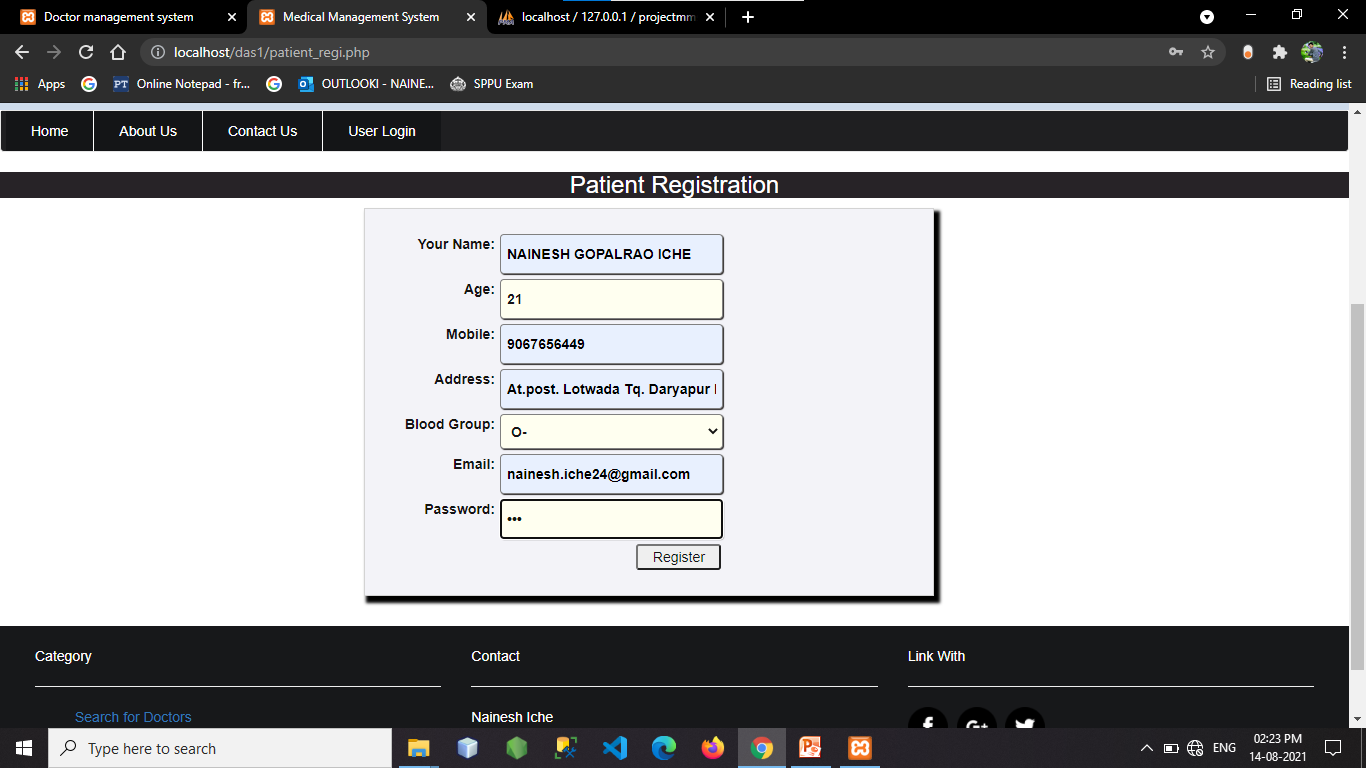 Doctor management system
Medical Management System
localhost / 127.0.0.1 / projectmm
localhost/das1/patient_regi.php
Apps
Online Notepad - fr...
OUTLOOKI - NAINE...
SPPU Exam
Reading list
Home About Us Contact Us User Login
Patient Registration
Your Name: NAINESH GOPALRAO ICHE
Age: 21
Mobile: 9067656449
Address: At.post. Lotwada Tq. Daryapur
Blood Group: O-
Email: nainesh.iche24@gmail.com
Password: •••
Register
Category Contact Link With
Search for Doctors Nainesh Iche
Type here to search
ENG
02:23 PM
14-08-2021